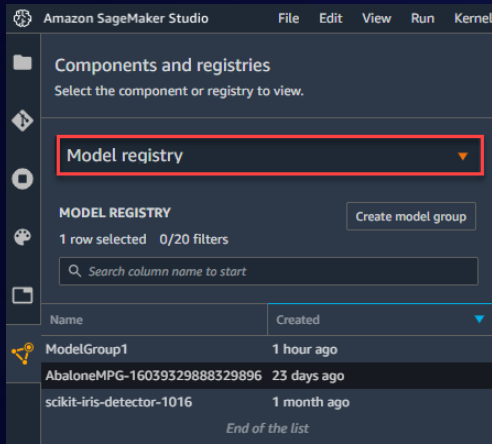 Amazon SageMaker Studio File Edit View Run Kernel
Components and registries
Select the component or registry to view.
Model registry
MODEL REGISTRY
Create model group
1 row selected 0/20 filters
Search column name to start
Name Created
ModelGroup1 1 hour ago
AbaloneMPG-16039329888329896 23 days ago
scikit-iris-detector-1016 1 month ago
End of the list